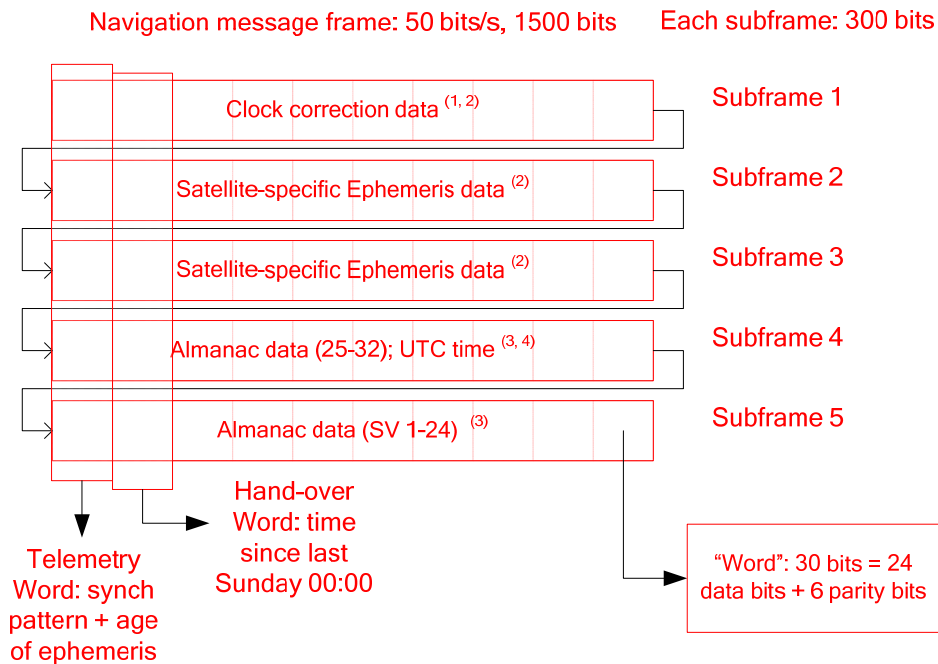 Navigation message frame: 50 bits/s, 1500 bits
Each subframe: 300 bits
Clock correction data (1, 2)
Subframe 1
Satellite-specific Ephemeris data (2)
Subframe 2
Satellite-specific Ephemeris data (2)
Subframe 3
Almanac data (25-32); UTC time (3, 4)
Subframe 4
Almanac data (SV 1-24) (3)
Subframe 5
Telemetry
Word: synch
pattern + age
of ephemeris
Hand-over
Word: time
since last
Sunday 00:00
“Word”: 30 bits = 24
data bits + 6 parity bits